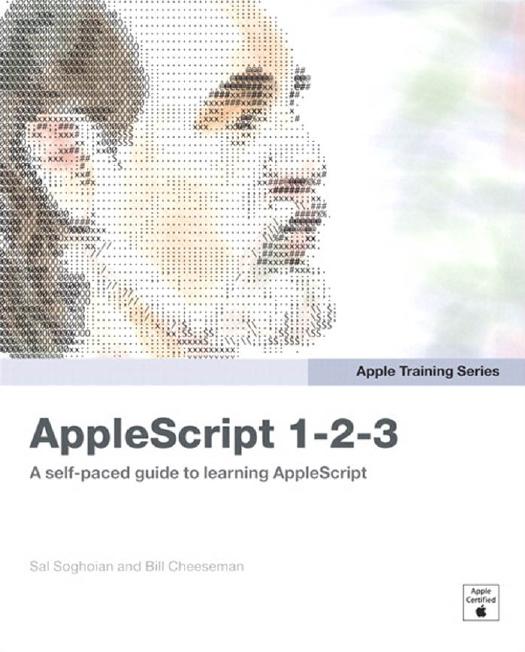 Apple Training Series
AppleScript 1-2-3
A self-paced guide to learning AppleScript
Sal Soghoian and Bill Cheeseman
Apple
Certified